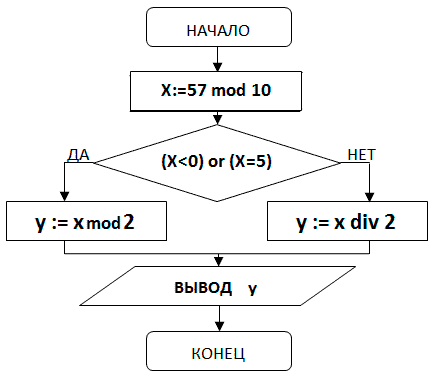 НАЧАЛО
X:=57 mod 10
(X<0) or (X=5)
ДА
НЕТ
y := x mod 2
y := x div 2
ВЫВОД y
КОНЕЦ